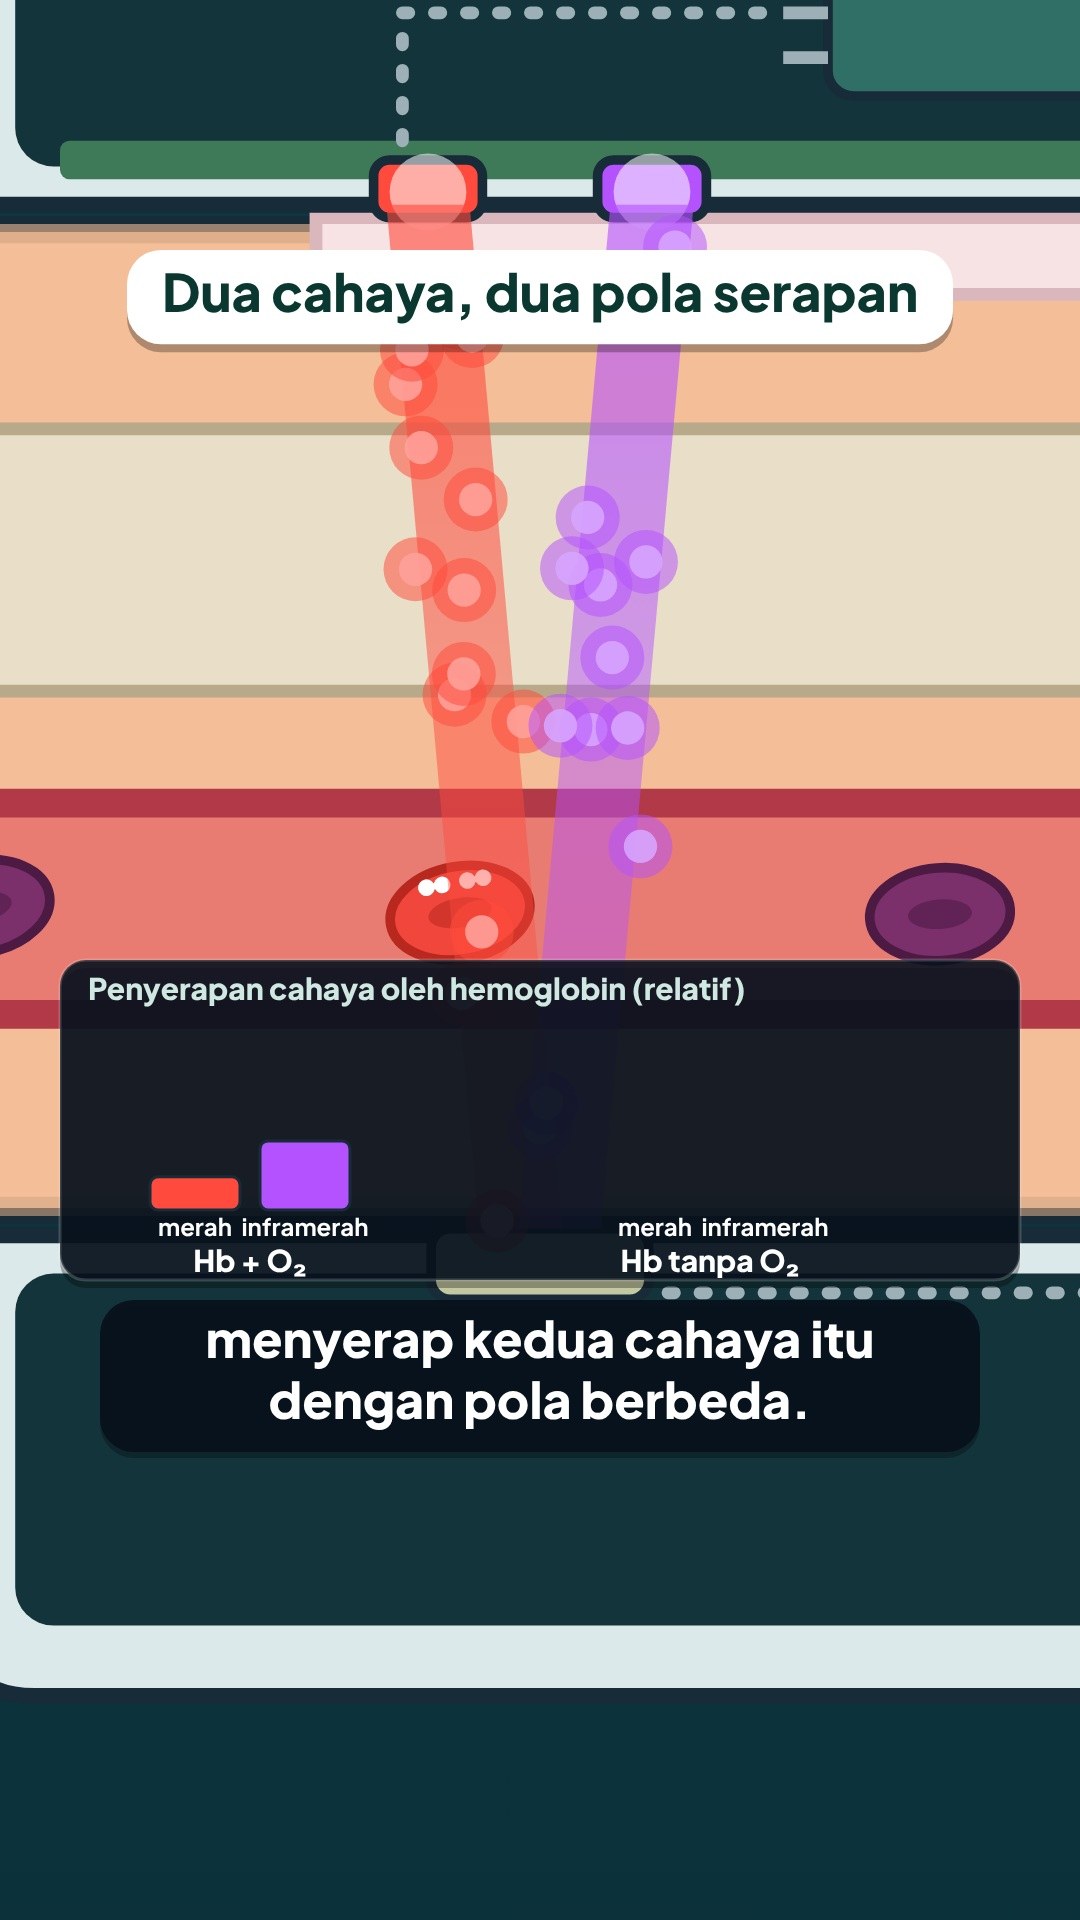 Dua cahaya, dua pola serapan
Penyerapan cahaya oleh hemoglobin (relatif)
merah inframerah
Hb + O₂
merah inframerah
Hb tanpa O₂
menyerap kedua cahaya itu
dengan pola berbeda.